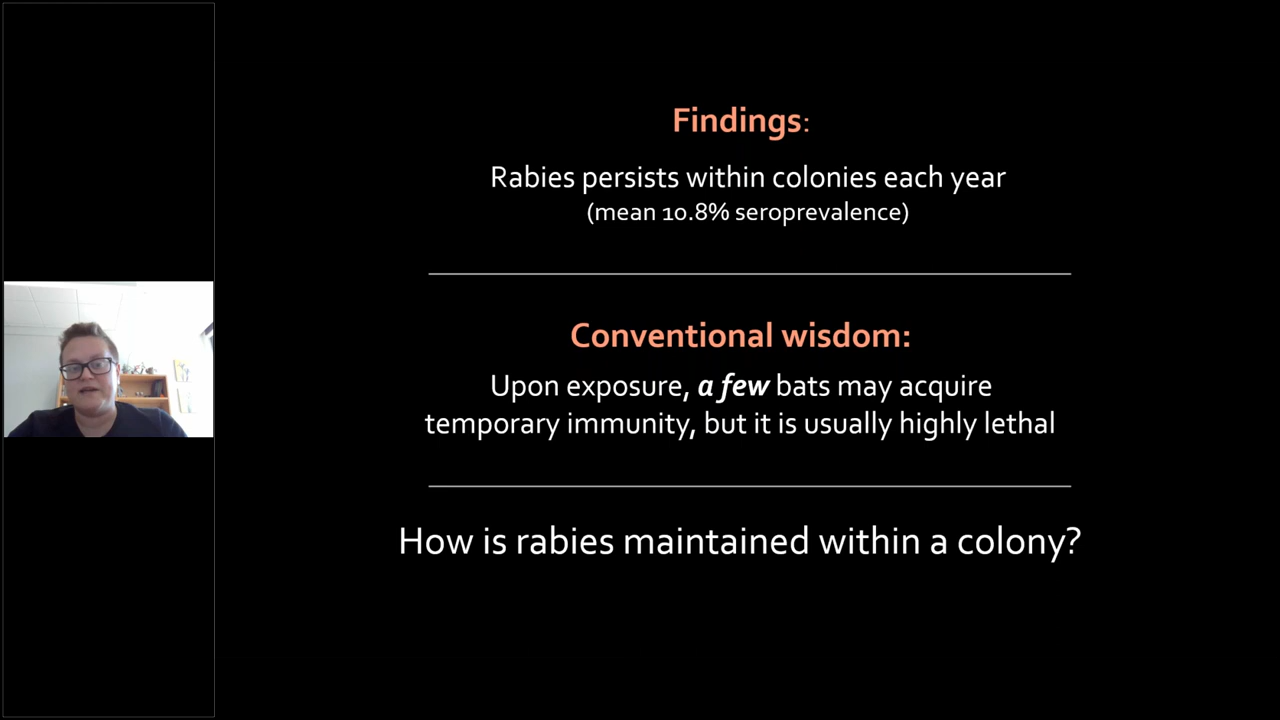 Findings:
Rabies persists within colonies each year
(mean 10.8% seroprevalence)
Conventional wisdom:
Upon exposure, a few bats may acquire
temporary immunity, but it is usually highly lethal
How is rabies maintained within a colony?